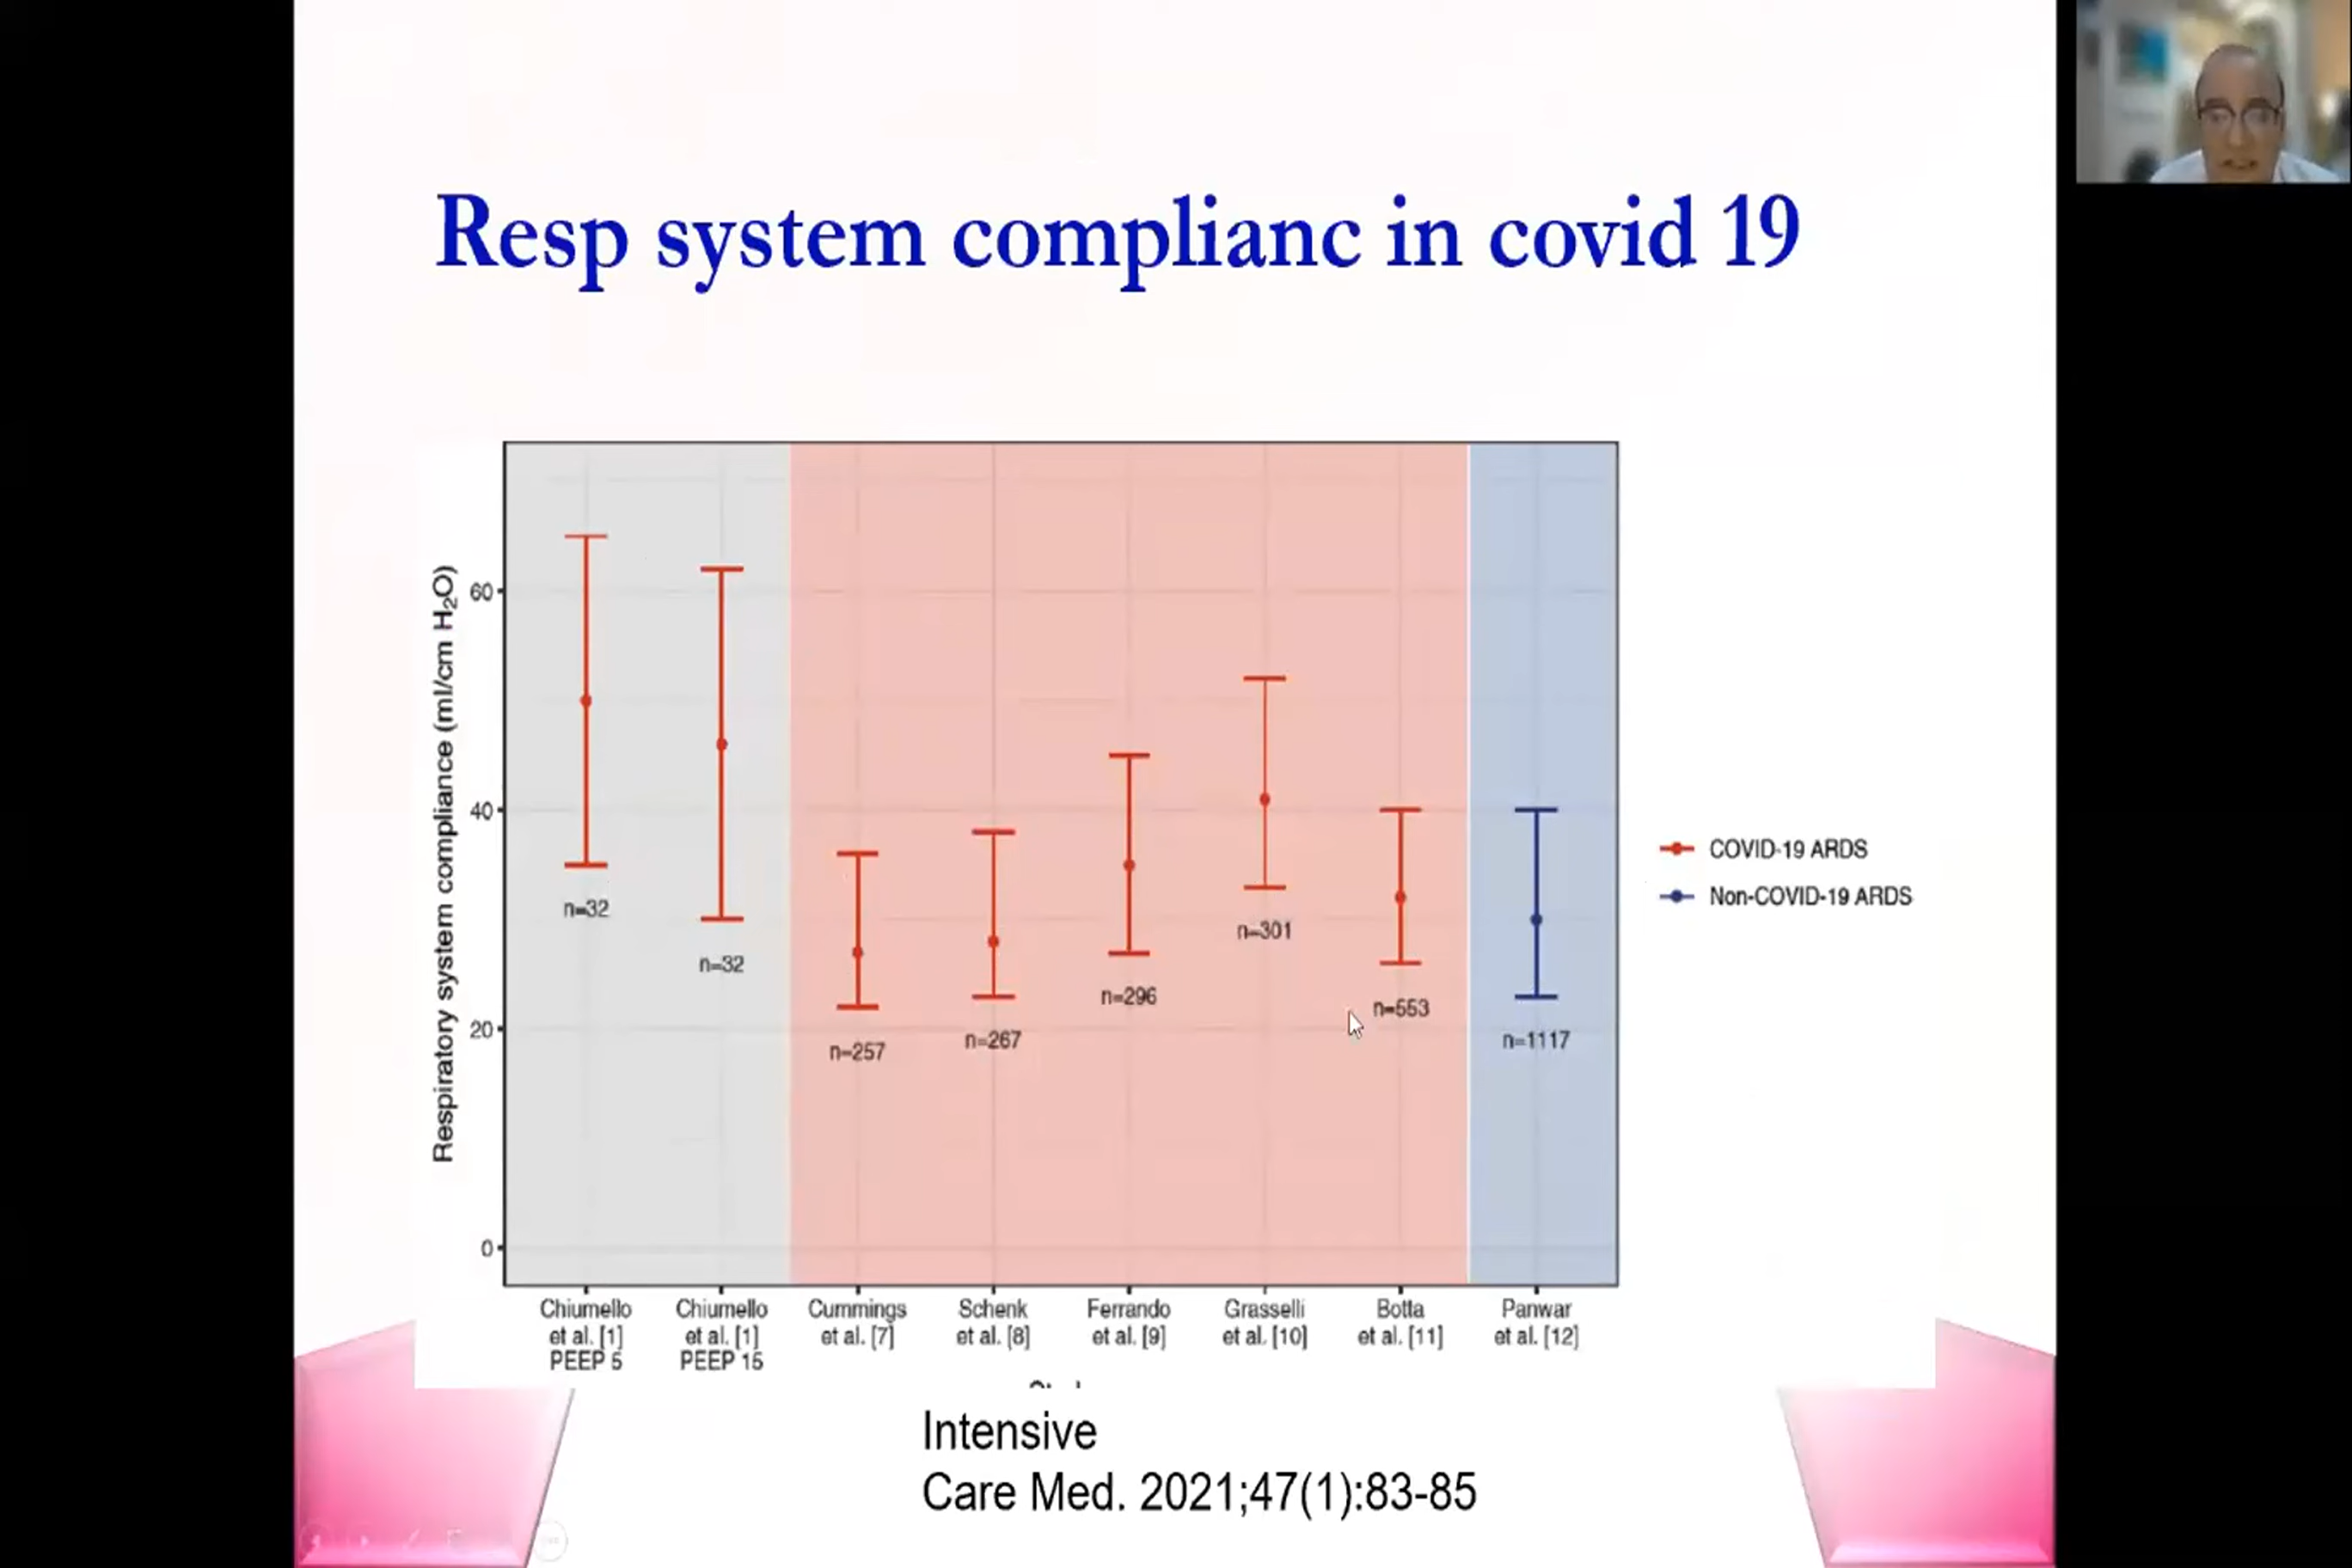 Resp system complianc in covid 19
Respiratory system compliance (ml/cm H₂O)
60
40
20
0
n=32
n=32
n=257
n=267
n=296
n=301
n=553
n=1117
COVID-19 ARDS
Non-COVID-19 ARDS
Chiumello et al. [1] PEEP 5
Chiumello et al. [1] PEEP 15
Cummings et al. [7]
Schenk et al. [8]
Ferrando et al. [9]
Grasselli et al. [10]
Botta et al. [11]
Panwar et al. [12]
Intensive
Care Med. 2021;47(1):83-85